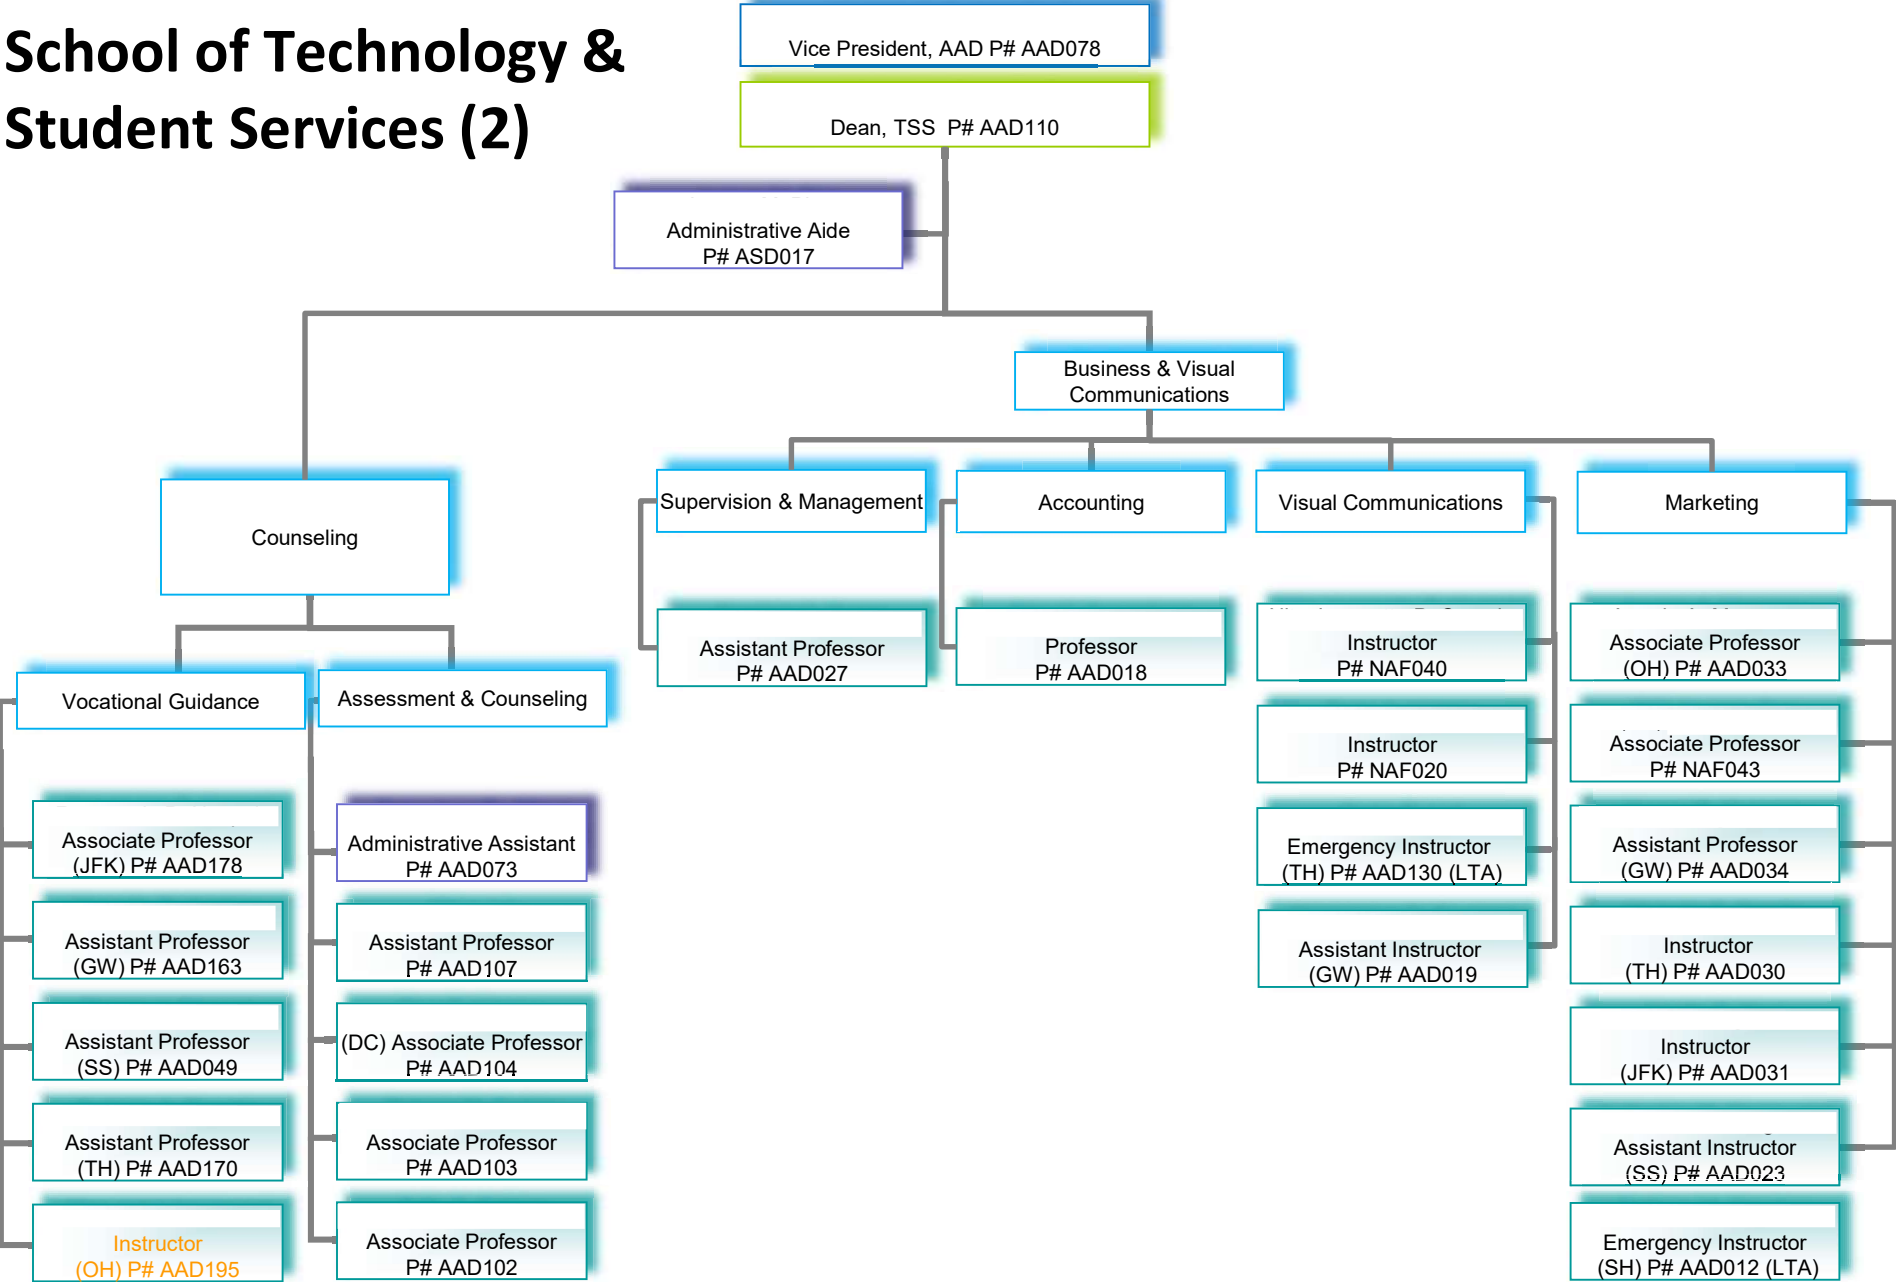 School of Technology &
Student Services (2)
Vice President, AAD P# AAD078
Dean, TSS P# AAD110
Administrative Aide
P# ASD017
Business & Visual
Communications
Counseling
Supervision & Management
Accounting
Visual Communications
Marketing
Vocational Guidance
Assessment & Counseling
Associate Professor
(JFK) P# AAD178
Assistant Professor
(GW) P# AAD163
Assistant Professor
(SS) P# AAD049
Assistant Professor
(TH) P# AAD170
Instructor
(OH) P# AAD195
Administrative Assistant
P# AAD073
Assistant Professor
P# AAD107
(DC) Associate Professor
P# AAD104
Associate Professor
P# AAD103
Associate Professor
P# AAD102
Assistant Professor
P# AAD027
Professor
P# AAD018
Instructor
P# NAF040
Instructor
P# NAF020
Emergency Instructor
(TH) P# AAD130 (LTA)
Assistant Instructor
(GW) P# AAD019
Associate Professor
(OH) P# AAD033
Associate Professor
P# NAF043
Assistant Professor
(GW) P# AAD034
Instructor
(TH) P# AAD030
Instructor
(JFK) P# AAD031
Assistant Instructor
(SS) P# AAD023
Emergency Instructor
(SH) P# AAD012 (LTA)